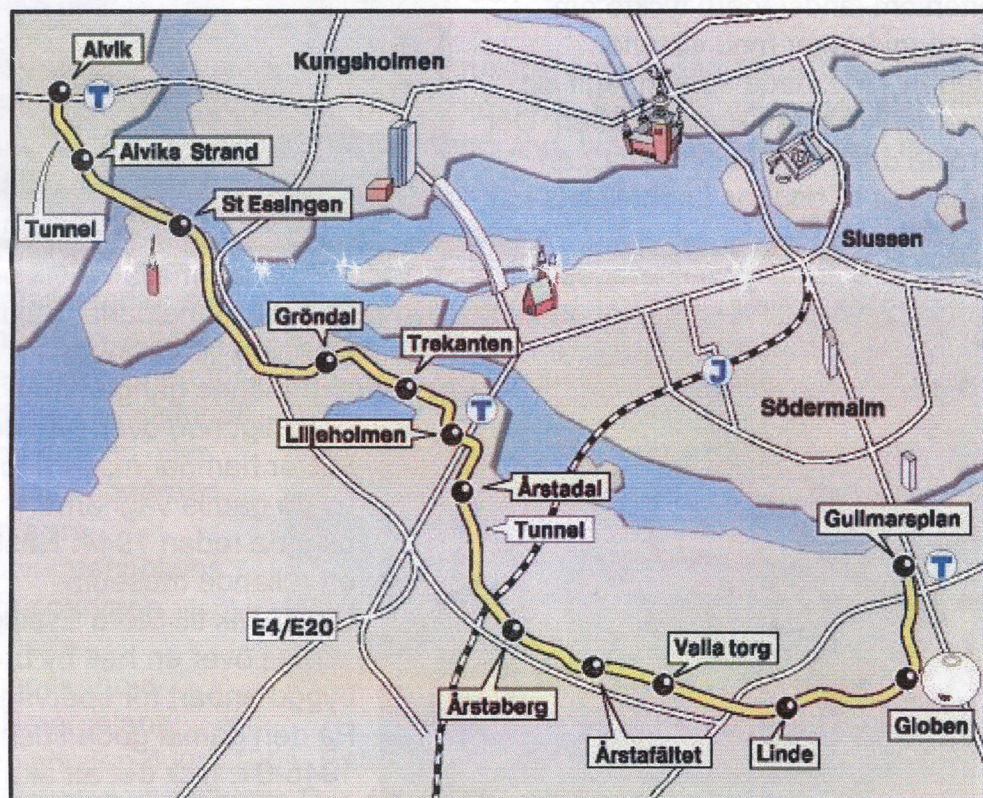 Alvik
T
Kungsholmen
Alviks Strand
St Essingen
Tunnel
Slussen
Gröndal
Trekanten
J
T
Södermalm
Liljeholmen
Årstadal
Gullmarsplan
Tunnel
T
E4/E20
Valla torg
Årstaberg
Globen
Årstafältet
Linde